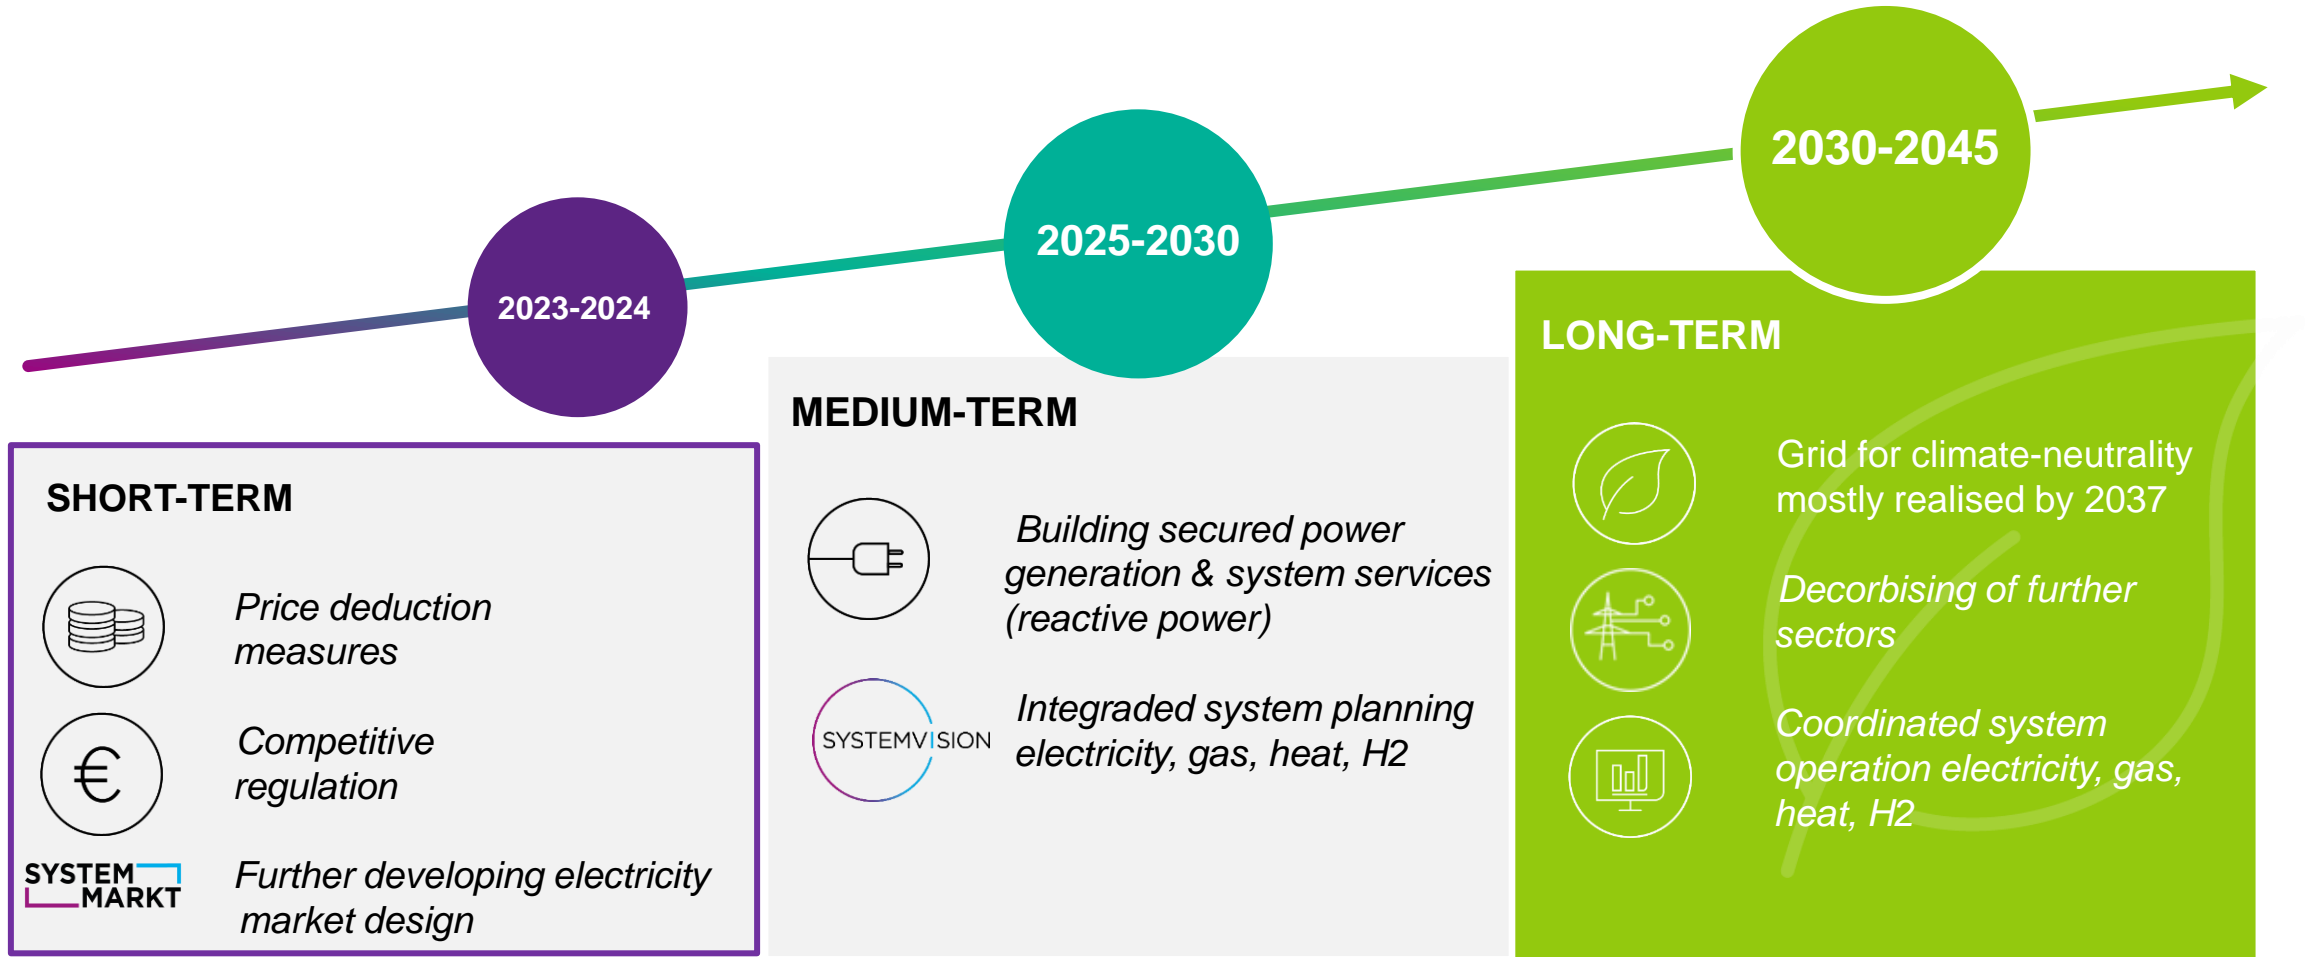 2023-2024
2025-2030
2030-2045
SHORT-TERM
Price deduction
measures
€
Competitive
regulation
SYSTEM
MARKT
Further developing electricity
market design
MEDIUM-TERM
Building secured power
generation & system services
(reactive power)
SYSTEMVISION
Integraded system planning
electricity, gas, heat, H2
LONG-TERM
Grid for climate-neutrality
mostly realised by 2037
Decorbising of further
sectors
Coordinated system
operation electricity, gas,
heat, H2